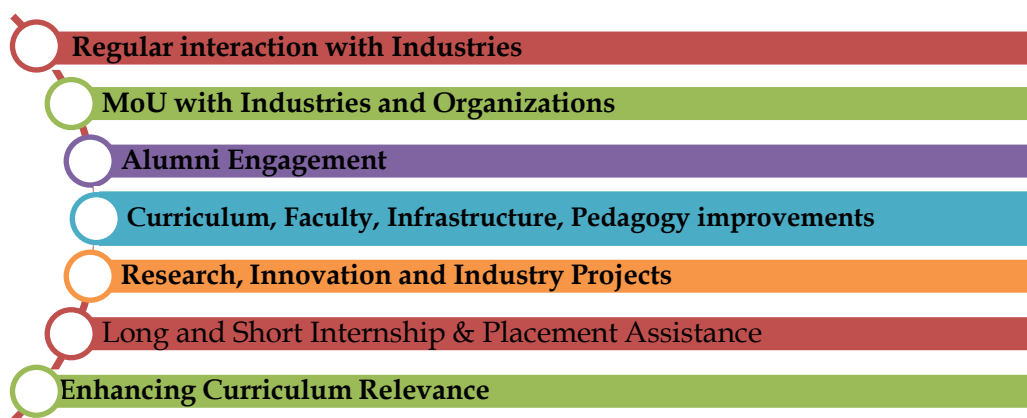 Regular interaction with Industries
MoU with Industries and Organizations
Alumni Engagement
Curriculum, Faculty, Infrastructure, Pedagogy improvements
Research, Innovation and Industry Projects
Long and Short Internship & Placement Assistance
Enhancing Curriculum Relevance